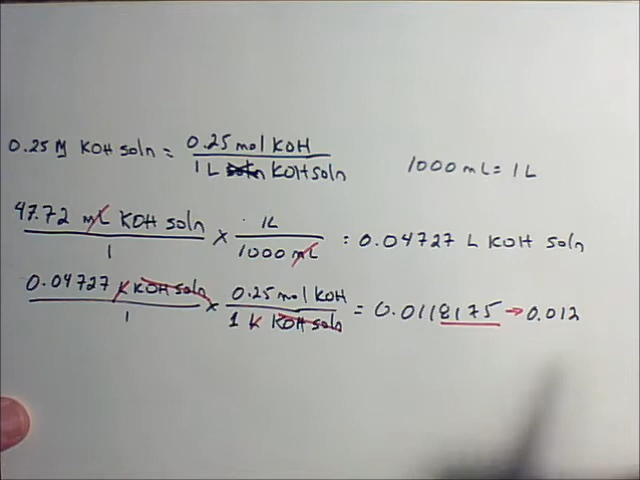 0.25 M KOH soln = 0.25 mol KOH / 1 L KOH soln 1000 mL = 1L
47.72 mL KOH soln / 1 x 1L / 1000 mL = 0.04727 L KOH soln
0.04727 L KOH soln / 1 x 0.25 mol KOH / 1 L KOH soln = 0.0118175 → 0.012